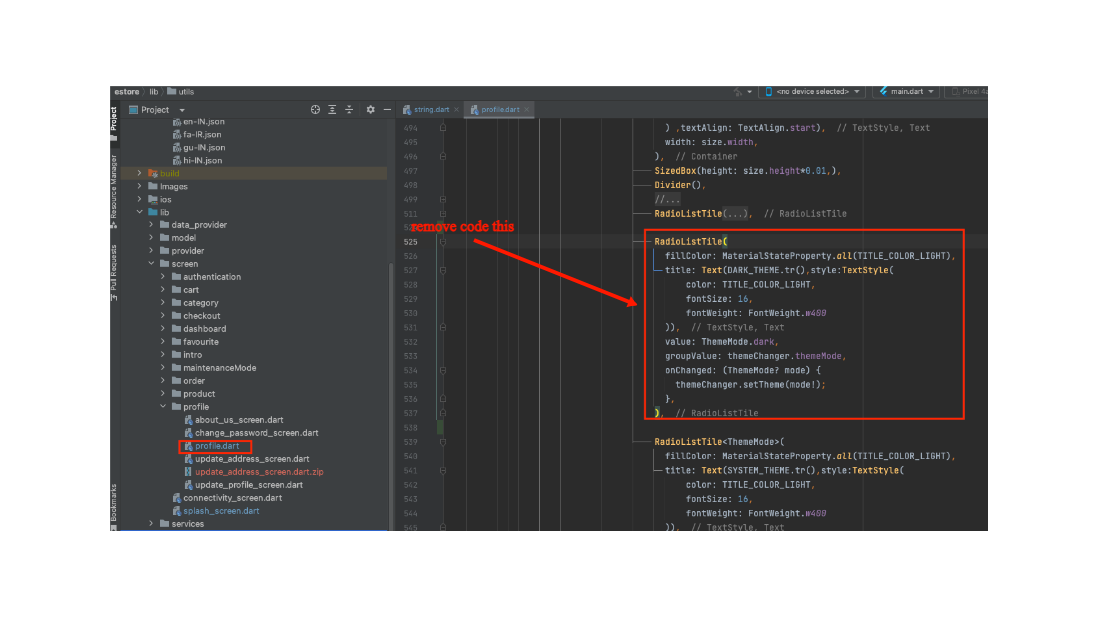 estore lib utils
<no device selected> main.dart Pixel 4a
Project
Project
string.dart
profile.dart
en-IN.json
fa-IR.json
gu-IN.json
hi-IN.json
build
Images
ios
lib
data_provider
model
provider
screen
authentication
cart
category
checkout
dashboard
favourite
intro
maintenanceMode
order
product
profile
about_us_screen.dart
change_password_screen.dart
profile.dart
update_address_screen.dart
update_address_screen.dart.zip
update_profile_screen.dart
connectivity_screen.dart
splash_screen.dart
services
Resource Manager
Pull Requests
Bookmarks
remove code this
494 ) ,textAlign: TextAlign.start), // TextStyle, Text
495 width: size.width,
496 ), // Container
497 SizedBox(height: size.height*0.01,),
498 Divider(),
499 //...
511 RadioListTile(...), // RadioListTile
525 RadioListTile(
526 fillColor: MaterialStateProperty.all(TITLE_COLOR_LIGHT),
527 title: Text(DARK_THEME.tr(),style:TextStyle(
528 color: TITLE_COLOR_LIGHT,
529 fontSize: 16,
530 fontWeight: FontWeight.w400
531 )), // TextStyle, Text
532 value: ThemeMode.dark,
533 groupValue: themeChanger.themeMode,
534 onChanged: (ThemeMode? mode) {
535 themeChanger.setTheme(mode!);
536 },
537 ), // RadioListTile
538
539 RadioListTile<ThemeMode>(
540 fillColor: MaterialStateProperty.all(TITLE_COLOR_LIGHT),
541 title: Text(SYSTEM_THEME.tr(),style:TextStyle(
542 color: TITLE_COLOR_LIGHT,
543 fontSize: 16,
544 fontWeight: FontWeight.w400
545 )), // TextStyle, Text